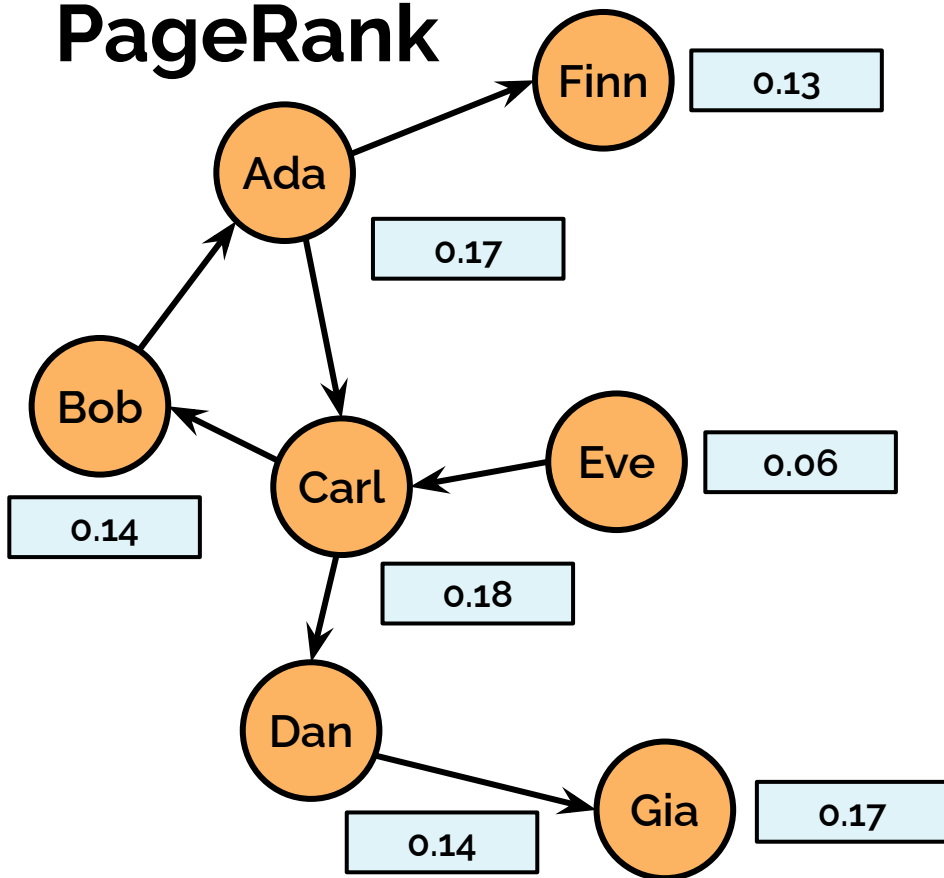 PageRank
Finn
0.13
Ada
0.17
Bob
0.14
Carl
0.18
Eve
0.06
Dan
0.14
Gia
0.17